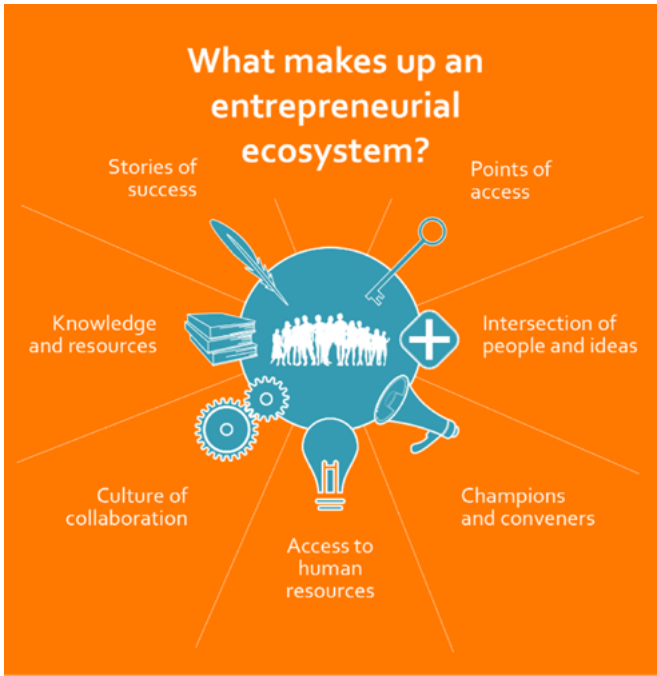 What makes up an
entrepreneurial
ecosystem?
Stories of
success
Points of
access
Knowledge
and resources
Intersection of
people and ideas
Culture of
collaboration
Champions
and conveners
Access to
human
resources